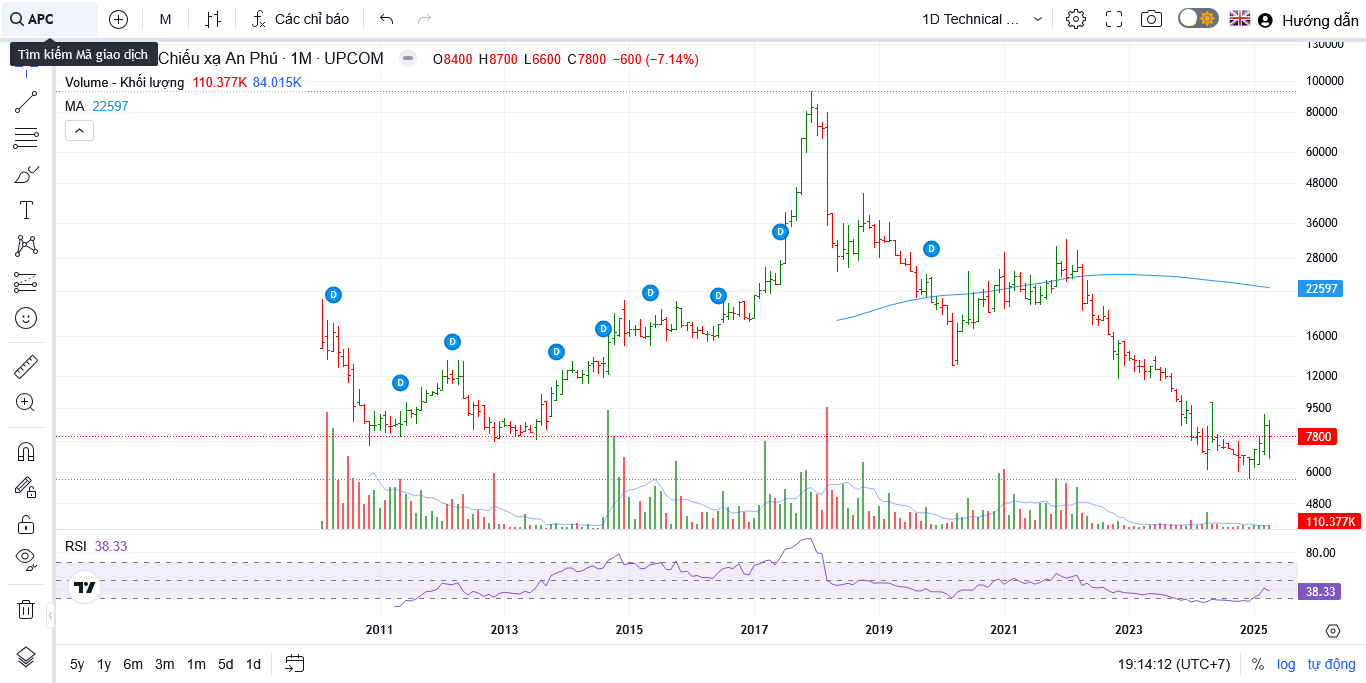 APC
M
Các chỉ báo
1D Technical ...
Hướng dẫn
Tìm kiếm Mã giao dịch
Chiếu xạ An Phú · 1M · UPCOM
O8400 H8700 L6600 C7800 −600 (−7.14%)
Volume - Khối lượng 110.377K 84.015K
MA 22597
130000
100000
80000
60000
48000
36000
28000
22597
16000
12000
9500
7800
6000
4800
110.377K
D
D
D
D
D
D
D
D
D
RSI 38.33
80.00
38.33
2011 2013 2015 2017 2019 2021 2023 2025
5y 1y 6m 3m 1m 5d 1d
19:14:12 (UTC+7) % log tự động